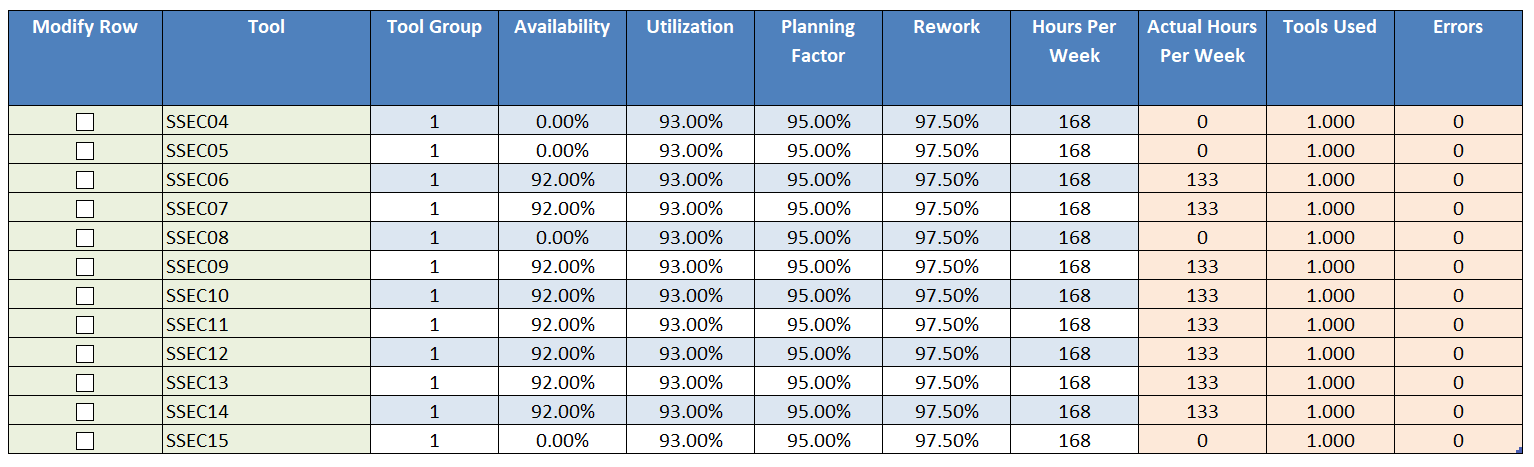 Modify Row Tool Tool Group Availability Utilization Planning Factor Rework Hours Per Week Actual Hours Per Week Tools Used Errors
SSEC04 1 0.00% 93.00% 95.00% 97.50% 168 0 1.000 0
SSEC05 1 0.00% 93.00% 95.00% 97.50% 168 0 1.000 0
SSEC06 1 92.00% 93.00% 95.00% 97.50% 168 133 1.000 0
SSEC07 1 92.00% 93.00% 95.00% 97.50% 168 133 1.000 0
SSEC08 1 0.00% 93.00% 95.00% 97.50% 168 0 1.000 0
SSEC09 1 92.00% 93.00% 95.00% 97.50% 168 133 1.000 0
SSEC10 1 92.00% 93.00% 95.00% 97.50% 168 133 1.000 0
SSEC11 1 92.00% 93.00% 95.00% 97.50% 168 133 1.000 0
SSEC12 1 92.00% 93.00% 95.00% 97.50% 168 133 1.000 0
SSEC13 1 92.00% 93.00% 95.00% 97.50% 168 133 1.000 0
SSEC14 1 92.00% 93.00% 95.00% 97.50% 168 133 1.000 0
SSEC15 1 0.00% 93.00% 95.00% 97.50% 168 0 1.000 0